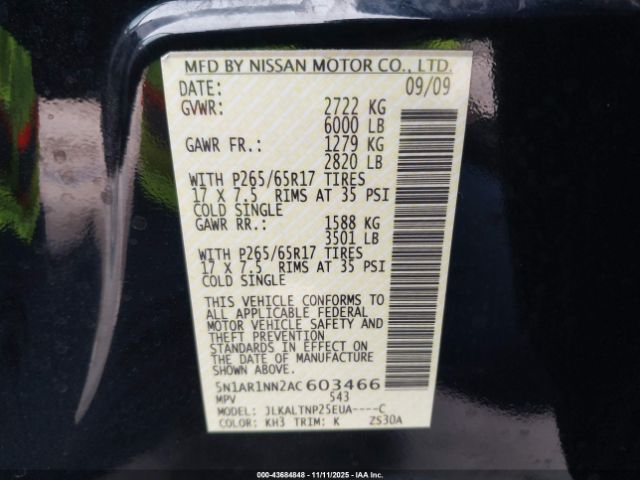 MFD BY NISSAN MOTOR CO., LTD.
DATE: 09/09
GVWR: 2722 KG
6000 LB
GAWR FR.: 1279 KG
2820 LB
WITH P265/65R17 TIRES
17 X 7.5 RIMS AT 35 PSI
COLD SINGLE
GAWR RR.: 1588 KG
3501 LB
WITH P265/65R17 TIRES
17 X 7.5 RIMS AT 35 PSI
COLD SINGLE
THIS VEHICLE CONFORMS TO
ALL APPLICABLE FEDERAL
MOTOR VEHICLE SAFETY AND
THEFT PREVENTION
STANDARDS IN EFFECT ON
THE DATE OF MANUFACTURE
SHOWN ABOVE.
5N1AR1NN2AC603466
MPV 543
MODEL: JLKALTNP25EUA----C
COLOR: KH3 TRIM: K ZS30A
000-43684848 - 11/11/2025 - IAAI.COM